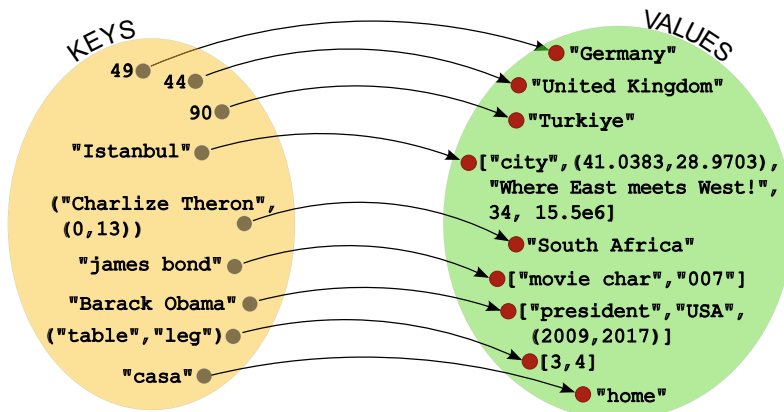 KEYS
VALUES
49
"Germany"
44
"United Kingdom"
90
"Turkiye"
"Istanbul"
["city",(41.0383,28.9703),
"Where East meets West!",
34, 15.5e6]
("Charlize Theron",
(0,13))
"South Africa"
"james bond"
["movie char","007"]
"Barack Obama"
["president","USA",
(2009,2017)]
("table","leg")
[3,4]
"casa"
"home"